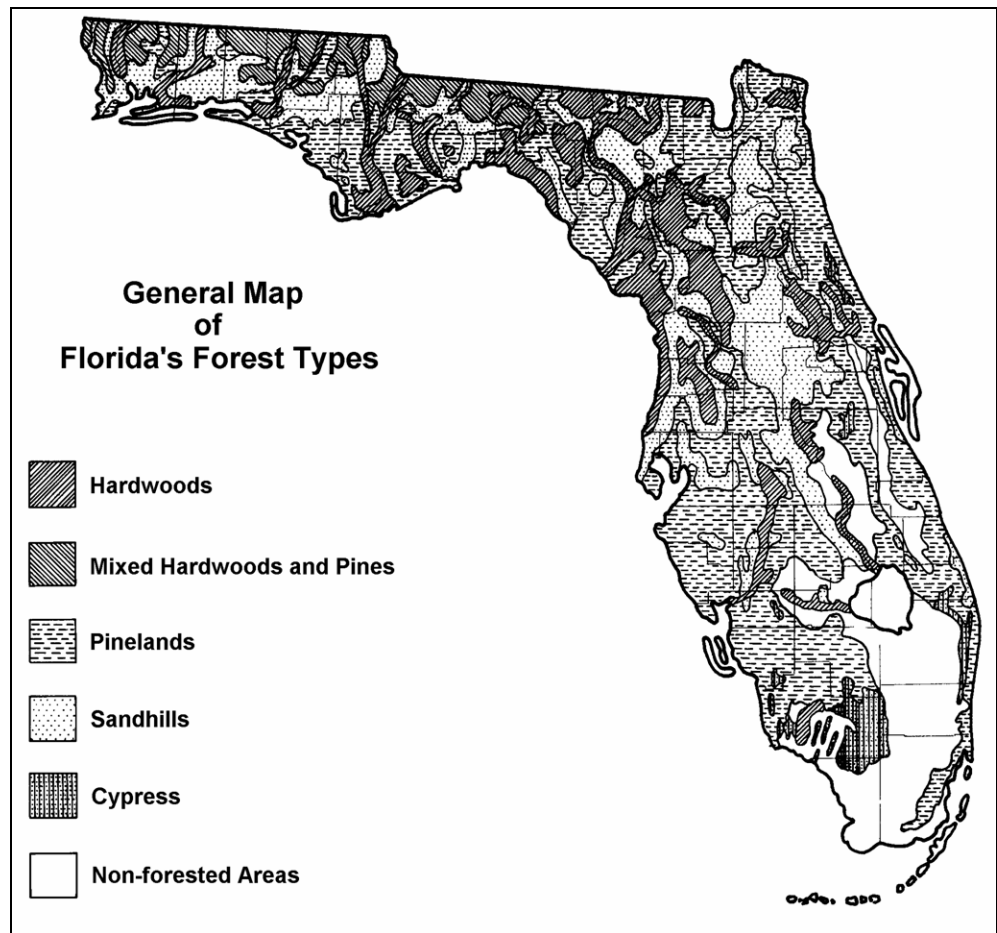 General Map
of
Florida's Forest Types
Hardwoods
Mixed Hardwoods and Pines
Pinelands
Sandhills
Cypress
Non-forested Areas